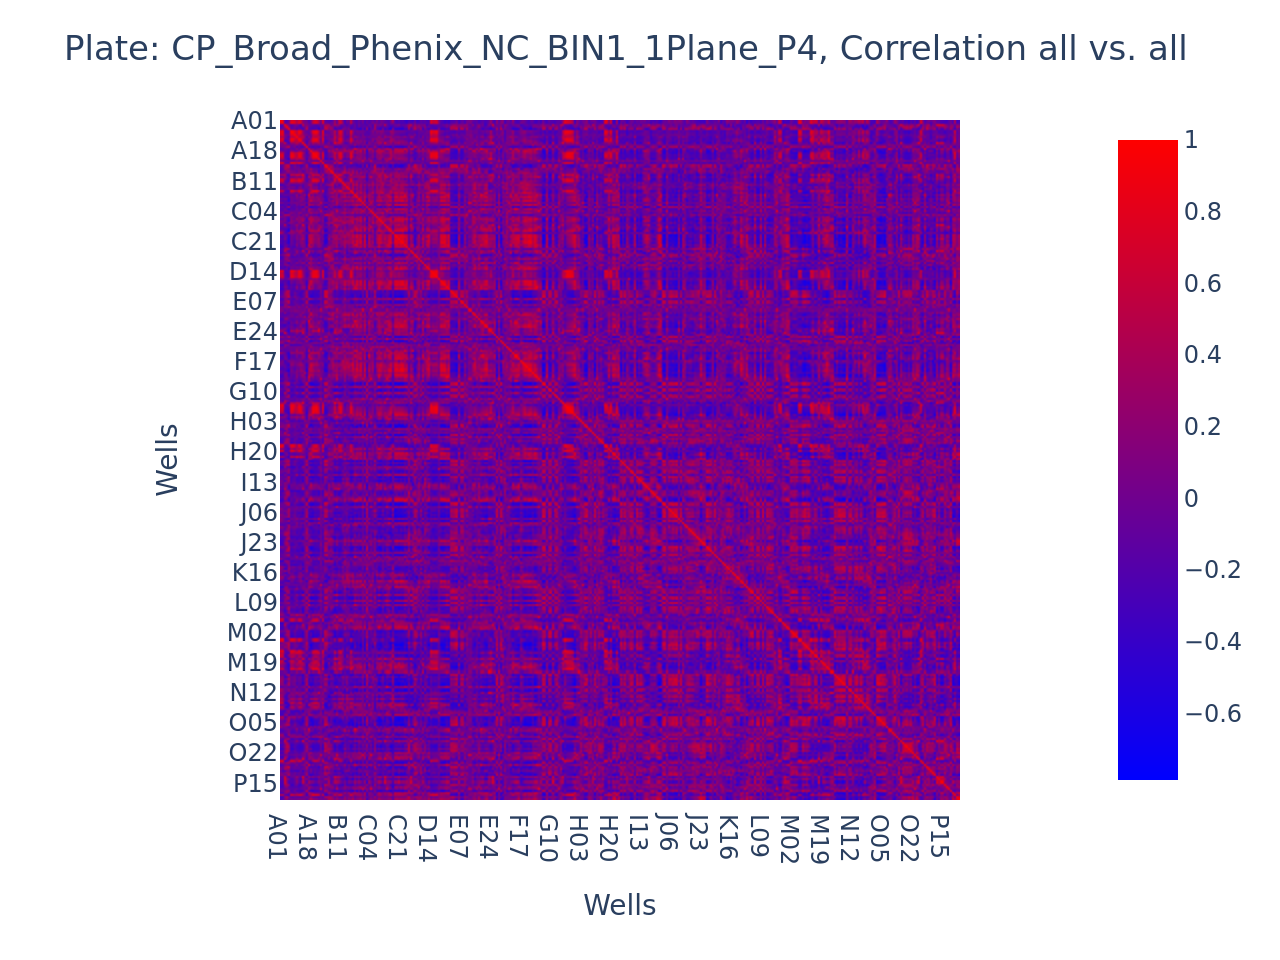 Plate: CP_Broad_Phenix_NC_BIN1_1Plane_P4, Correlation all vs. all
A01
A18
B11
C04
C21
D14
E07
E24
F17
G10
H03
H20
I13
J06
J23
K16
L09
M02
M19
N12
O05
O22
P15
Wells
1
0.8
0.6
0.4
0.2
0
−0.2
−0.4
−0.6
A01 A18 B11 C04 C21 D14 E07 E24 F17 G10 H03 H20 I13 J06 J23 K16 L09 M02 M19 N12 O05 O22 P15
Wells